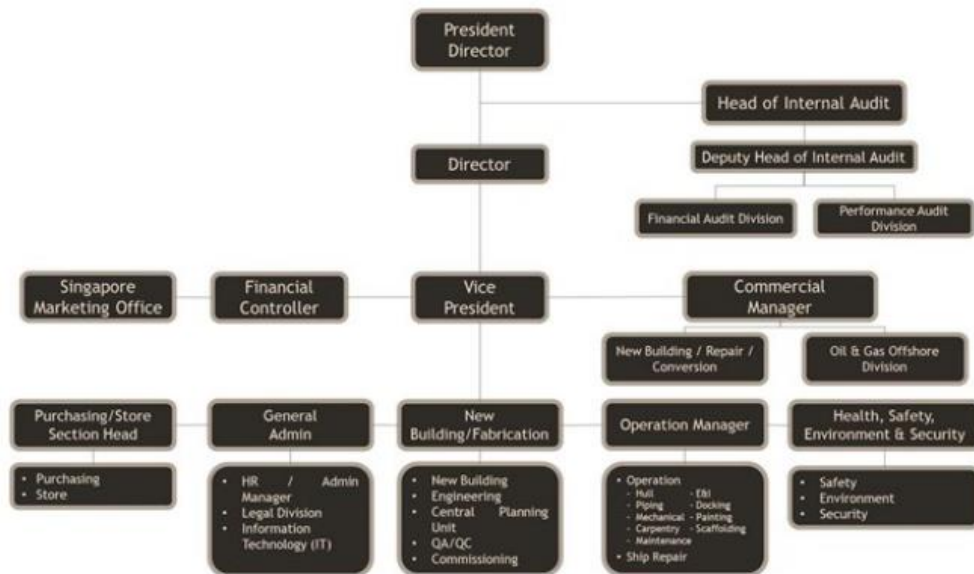 President
Director
Head of Internal Audit
Director
Deputy Head of Internal Audit
Financial Audit Division
Performance Audit
Division
Singapore
Marketing Office
Financial
Controller
Vice
President
Commercial
Manager
New Building / Repair /
Conversion
Oil & Gas Offshore
Division
Purchasing/Store
Section Head
General
Admin
New
Building/Fabrication
Operation Manager
Health, Safety,
Environment & Security
• Purchasing
• Store
• HR / Admin
Manager
• Legal Division
• Information
Technology (IT)
• New Building
• Engineering
• Central Planning
Unit
• QA/QC
• Commissioning
• Operation
- Hull - E&I
- Piping - Docking
- Mechanical - Painting
- Carpentry - Scaffolding
- Maintenance
• Ship Repair
• Safety
• Environment
• Security